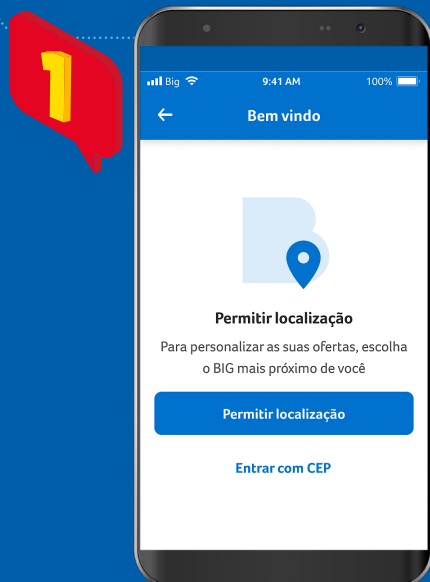 1
Big 9:41 AM 100%
Bem vindo
Permitir localização
Para personalizar as suas ofertas, escolha
o BIG mais próximo de você
Permitir localização
Entrar com CEP